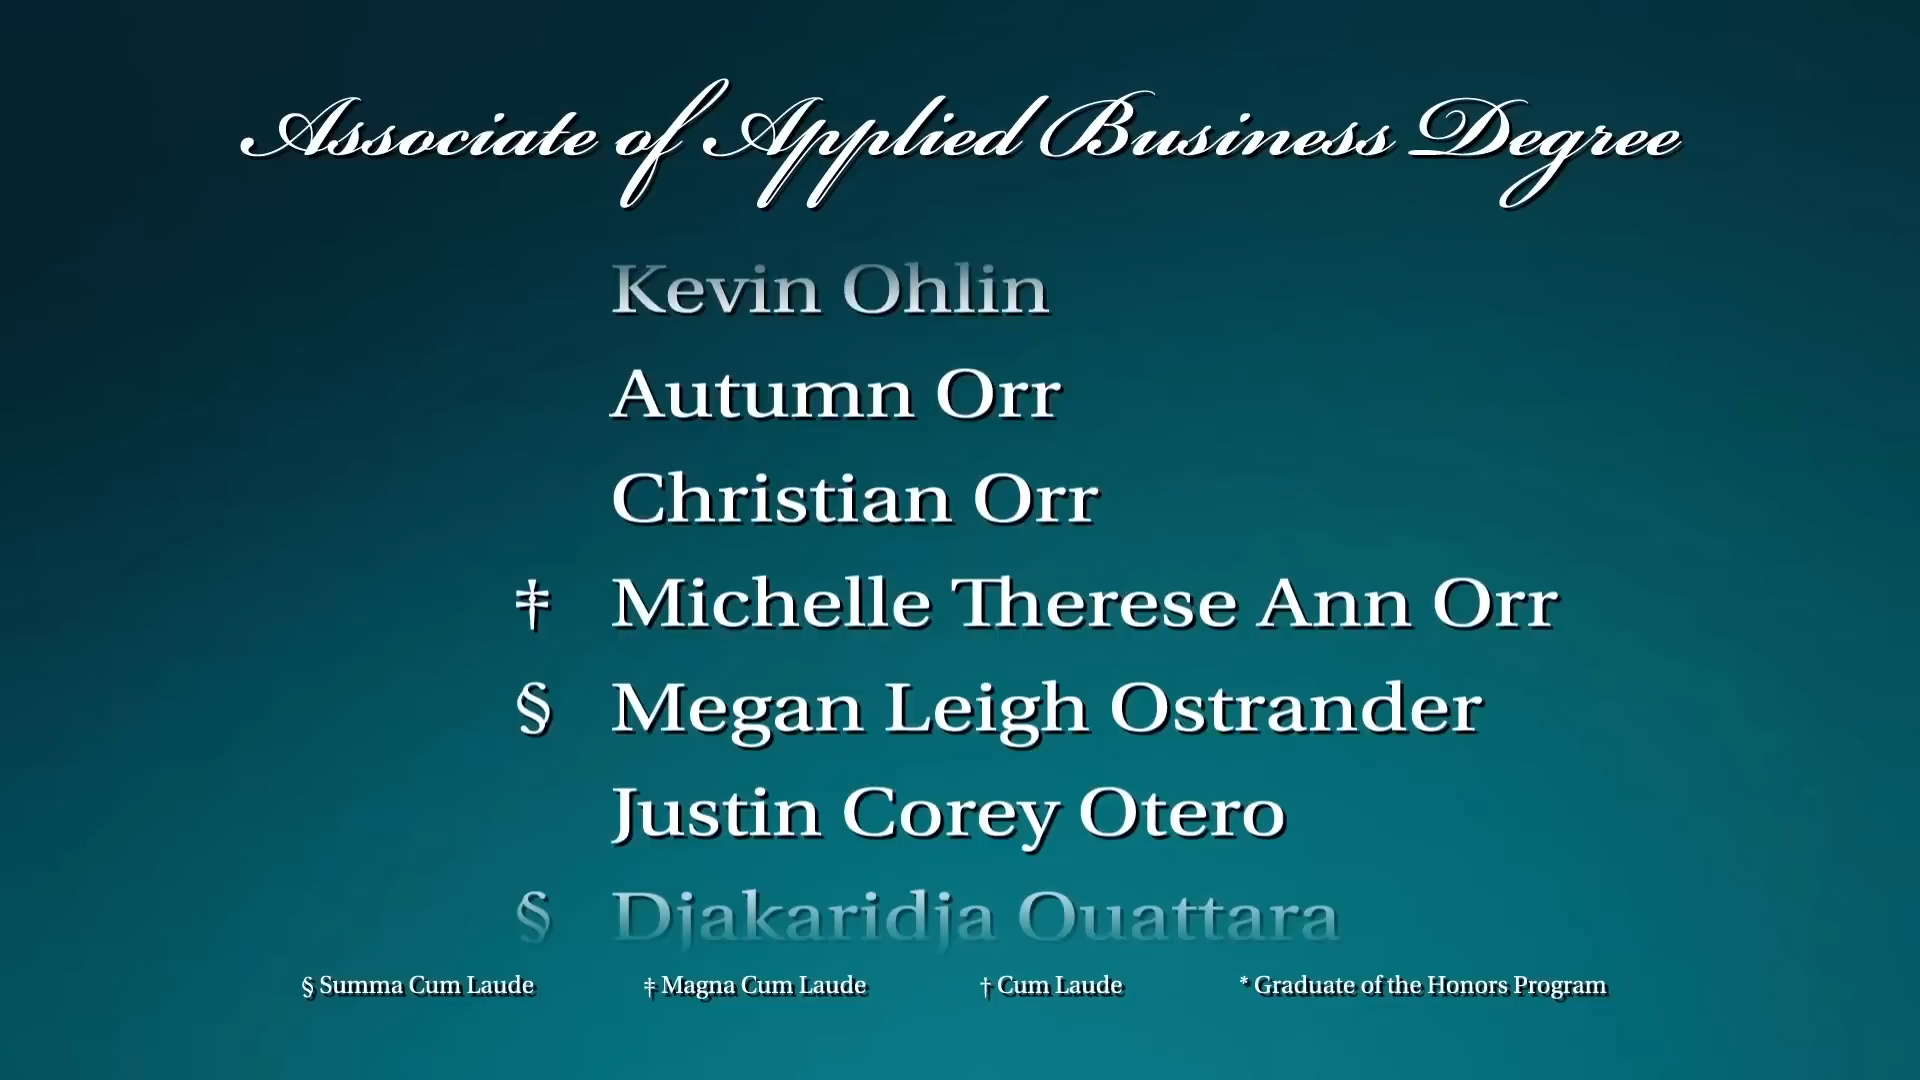 Associate of Applied Business Degree
Kevin Ohlin
Autumn Orr
Christian Orr
‡ Michelle Therese Ann Orr
§ Megan Leigh Ostrander
Justin Corey Otero
§ Djakaridja Ouattara
§ Summa Cum Laude ‡ Magna Cum Laude † Cum Laude * Graduate of the Honors Program